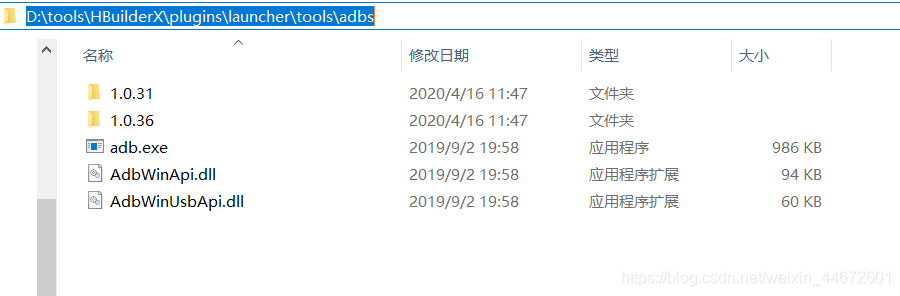 D:\tools\HBuilderX\plugins\launcher\tools\adbs
名称 修改日期 类型 大小
1.0.31 2020/4/16 11:47 文件夹
1.0.36 2020/4/16 11:47 文件夹
adb.exe 2019/9/2 19:58 应用程序 986 KB
AdbWinApi.dll 2019/9/2 19:58 应用程序扩展 94 KB
AdbWinUsbApi.dll 2019/9/2 19:58 应用程序扩展 60 KB
https://blog.csdn.net/weixin_44672601